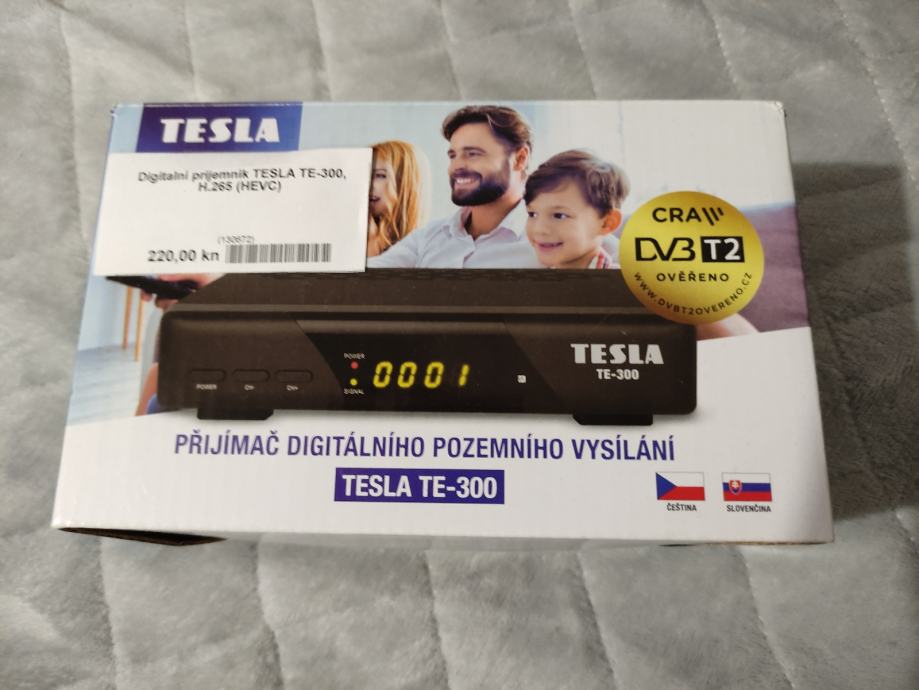 TESLA
Digitalni prijemnik TESLA TE-300,
H.265 (HEVC)
(130672)
220,00 kn
CRA
DVB T2
OVĚŘENO
WWW.DVBT2OVERENO.CZ
POWER
0001
SIGNAL
POWER
CH-
CH+
TESLA
TE-300
PŘIJÍMAČ DIGITÁLNÍHO POZEMNÍHO VYSÍLÁNÍ
TESLA TE-300
ČEŠTINA
SLOVENČINA